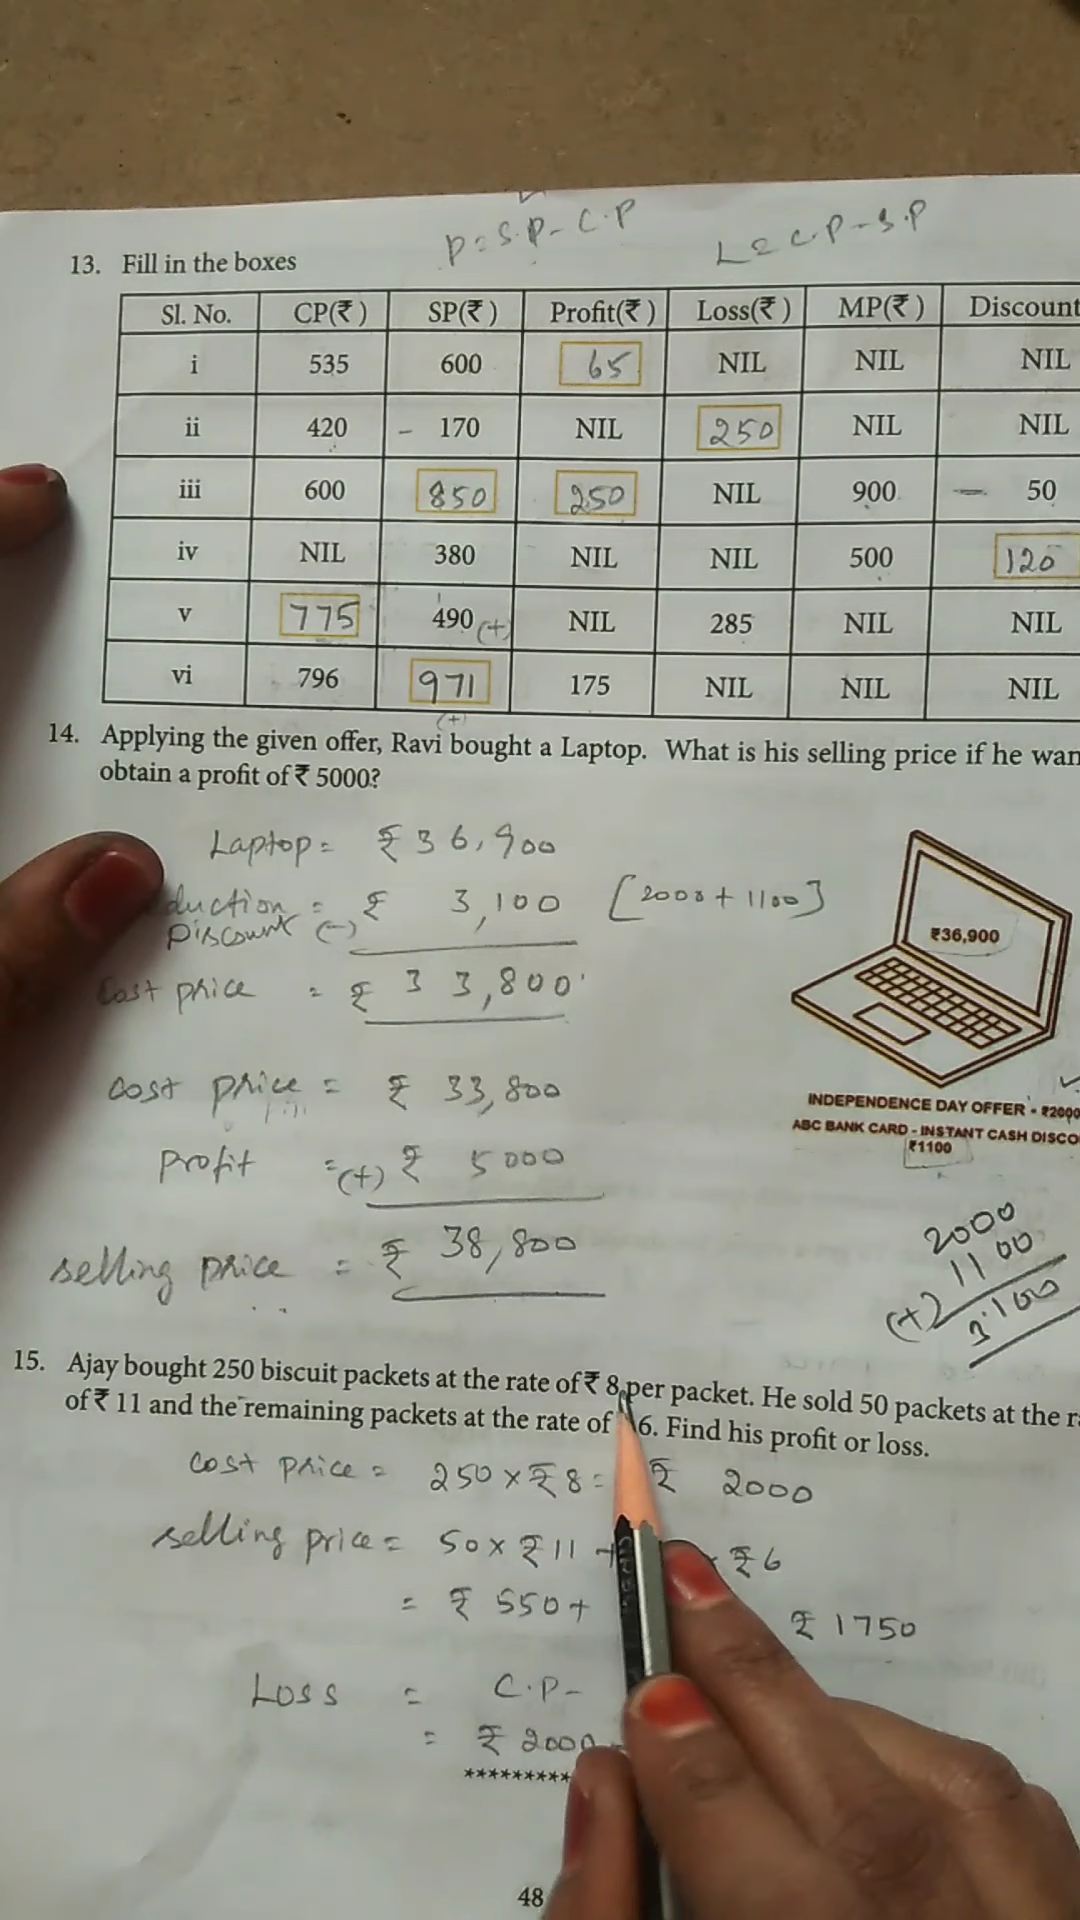 P = S.P - C.P
L = C.P - S.P
13. Fill in the boxes
Sl. No. CP(₹) SP(₹) Profit(₹) Loss(₹) MP(₹) Discount
i 535 600 65 NIL NIL NIL
ii 420 - 170 NIL 250 NIL NIL
iii 600 850 250 NIL 900 - 50
iv NIL 380 NIL NIL 500 120
v 775 490 (+) NIL 285 NIL NIL
vi 796 971 175 NIL NIL NIL
(+)
14. Applying the given offer, Ravi bought a Laptop. What is his selling price if he
obtain a profit of ₹ 5000?
Laptop = ₹ 36,900
= ₹ 3,100 [2000 + 1100]
Discount (-)
Cost price = ₹ 33,800
₹36,900
INDEPENDENCE DAY OFFER - ₹2000
ABC BANK CARD - INSTANT CASH
₹1100
Cost price = ₹ 33,800
Profit =(+) ₹ 5000
Selling price = ₹ 38,800
2000
1100
(+)
3100
15. Ajay bought 250 biscuit packets at the rate of ₹ 8 per packet. He sold 50 packets at the
of ₹ 11 and the remaining packets at the rate of 6. Find his profit or loss.
Cost price = 250 × ₹ 8 = ₹ 2000
Selling price = 50 × ₹ 11 + ₹ 6
= ₹ 550 + ₹ 1750
Loss = C.P -
= ₹ 2000 -
*********
48